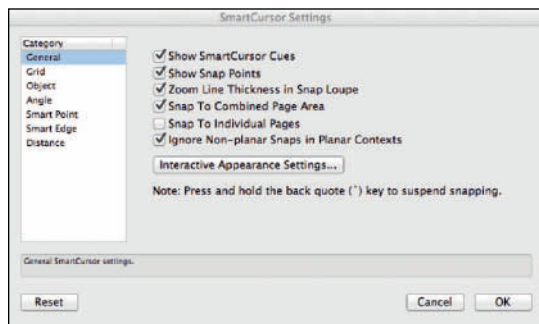 SmartCursor Settings
Category
General
Grid
Object
Angle
Smart Point
Smart Edge
Distance
Show SmartCursor Cues
Show Snap Points
Zoom Line Thickness in Snap Loupe
Snap To Combined Page Area
Snap To Individual Pages
Ignore Non-planar Snaps in Planar Contexts
Interactive Appearance Settings...
Note: Press and hold the back quote (`) key to suspend snapping.
General SmartCursor settings.
Reset
Cancel
OK